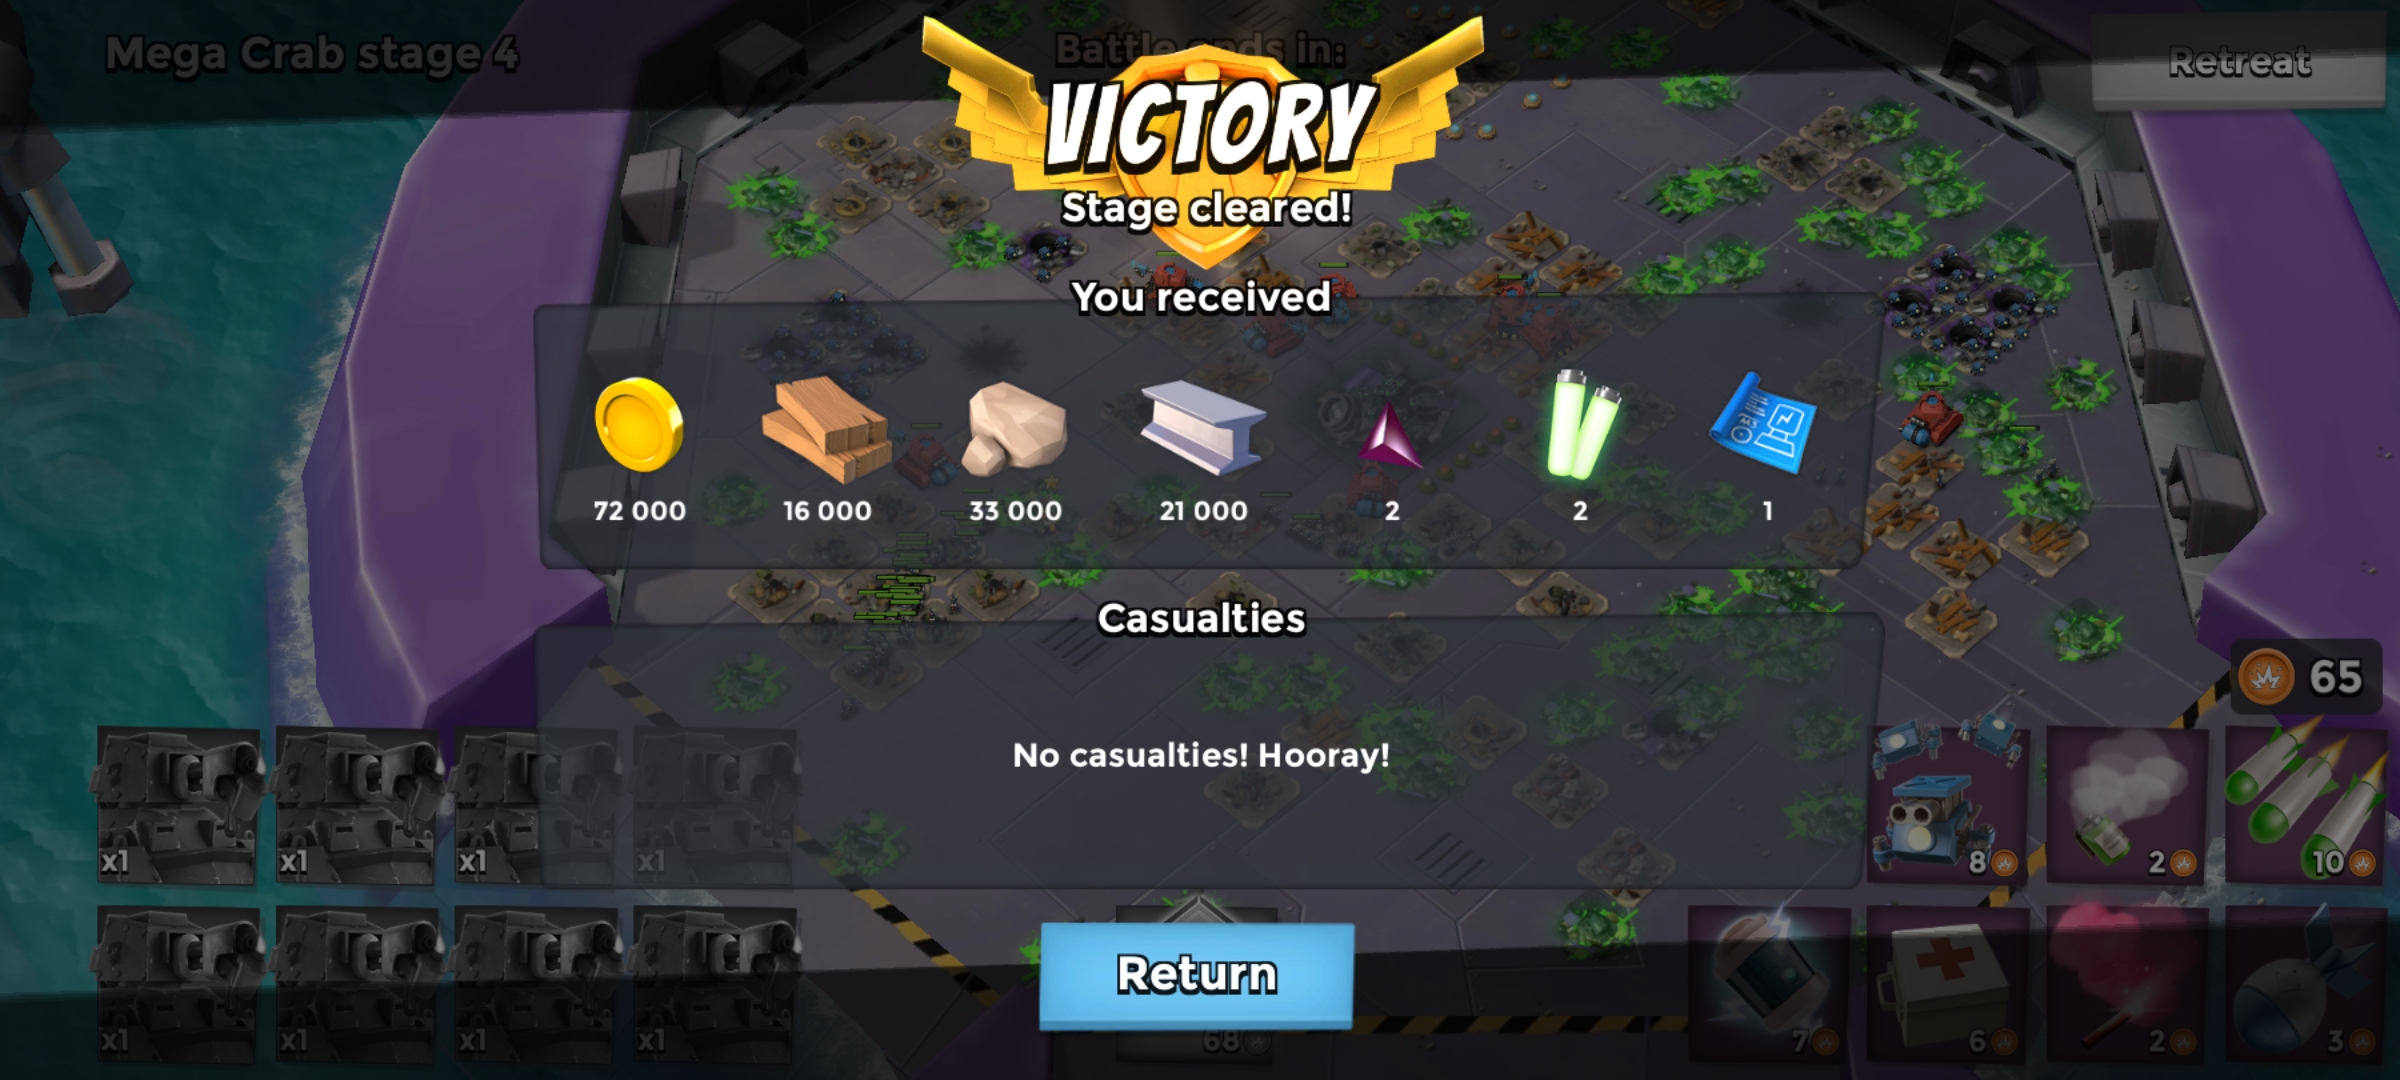 Mega Crab stage 4
Battle ends in:
Retreat
VICTORY
Stage cleared!
You received
72 000
16 000
33 000
21 000
2
2
1
Casualties
No casualties! Hooray!
65
x1
x1
x1
x1
8
2
10
x1
x1
x1
x1
Return
68
7
6
2
3